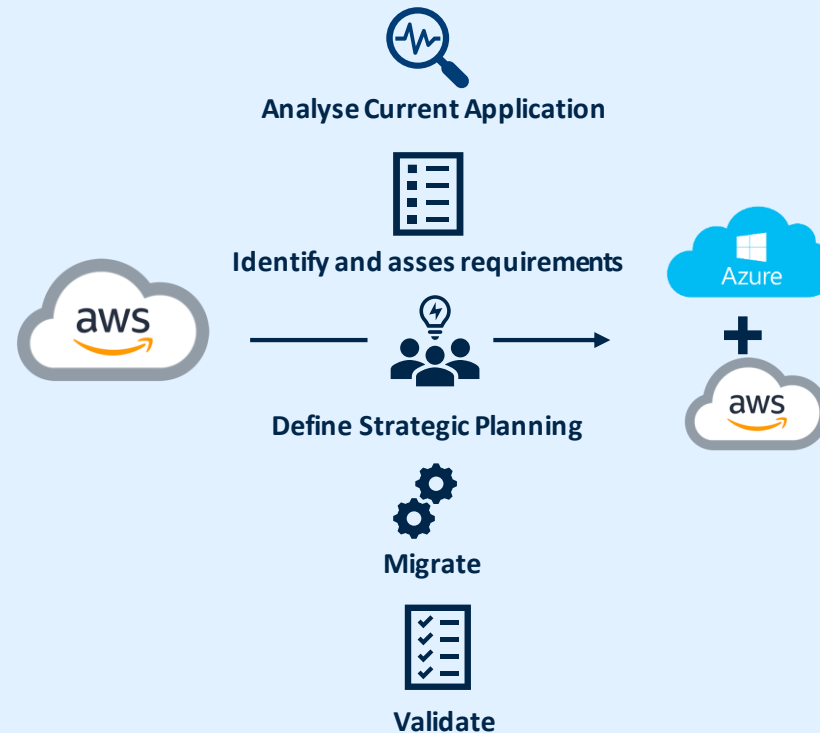 Analyse Current Application
Identify and asses requirements
aws
Azure
aws
Define Strategic Planning
Migrate
Validate